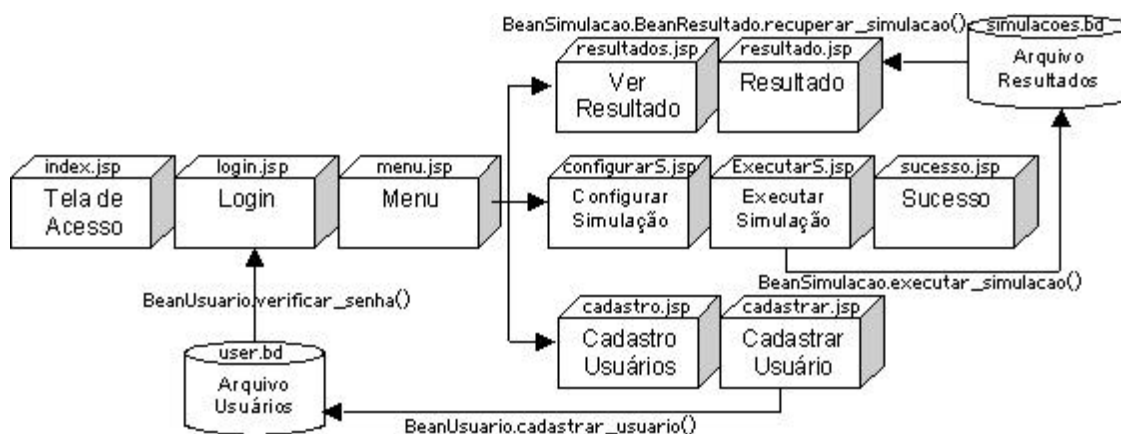 BeanSimulacao.BeanResultado.recuperar_simulacao()
simulacoes.bd
Arquivo
Resultados
resultados.jsp
Ver
Resultado
resultado.jsp
Resultado
index.jsp
Tela de
Acesso
login.jsp
Login
menu.jsp
Menu
configurarS.jsp
Configurar
Simulação
ExecutarS.jsp
Executar
Simulação
sucesso.jsp
Sucesso
BeanSimulacao.executar_simulacao()
BeanUsuario.verificar_senha()
cadastro.jsp
Cadastro
Usuários
cadastrar.jsp
Cadastrar
Usuário
user.bd
Arquivo
Usuários
BeanUsuario.cadastrar_usuario()